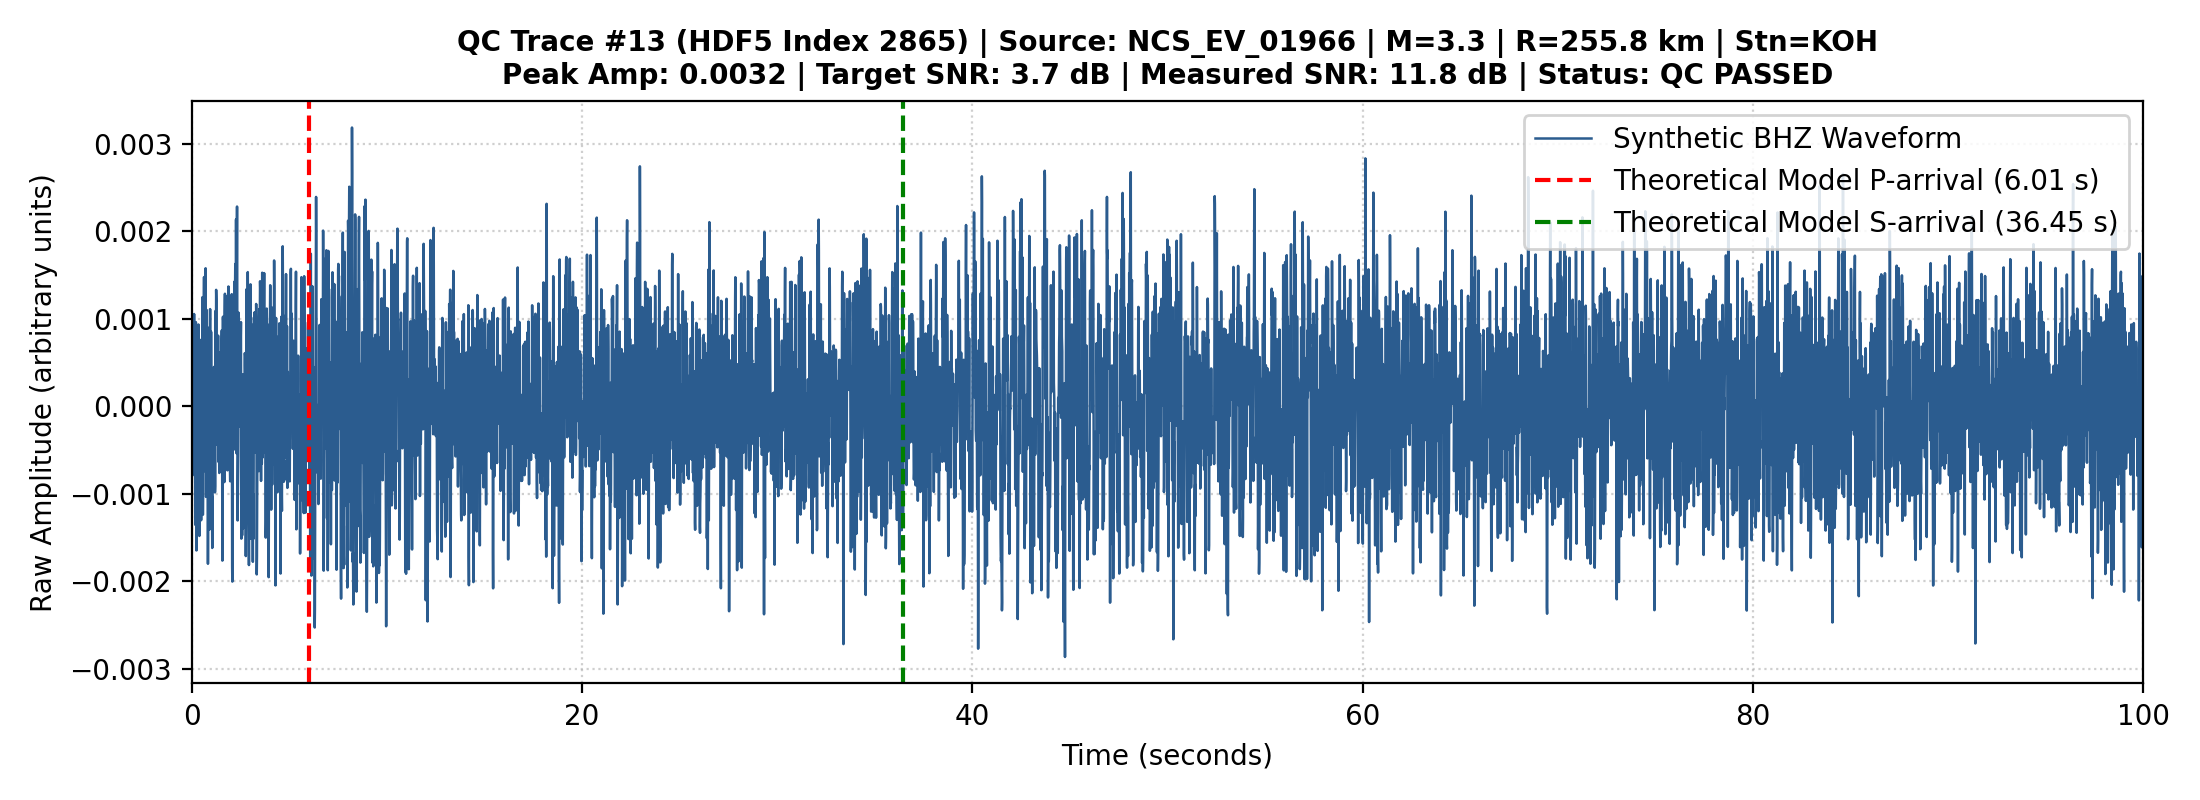 QC Trace #13 (HDF5 Index 2865) | Source: NCS_EV_01966 | M=3.3 | R=255.8 km | Stn=KOH
Peak Amp: 0.0032 | Target SNR: 3.7 dB | Measured SNR: 11.8 dB | Status: QC PASSED
Synthetic BHZ Waveform
Theoretical Model P-arrival (6.01 s)
Theoretical Model S-arrival (36.45 s)
Raw Amplitude (arbitrary units)
0.003
0.002
0.001
0.000
−0.001
−0.002
−0.003
0 20 40 60 80 100
Time (seconds)